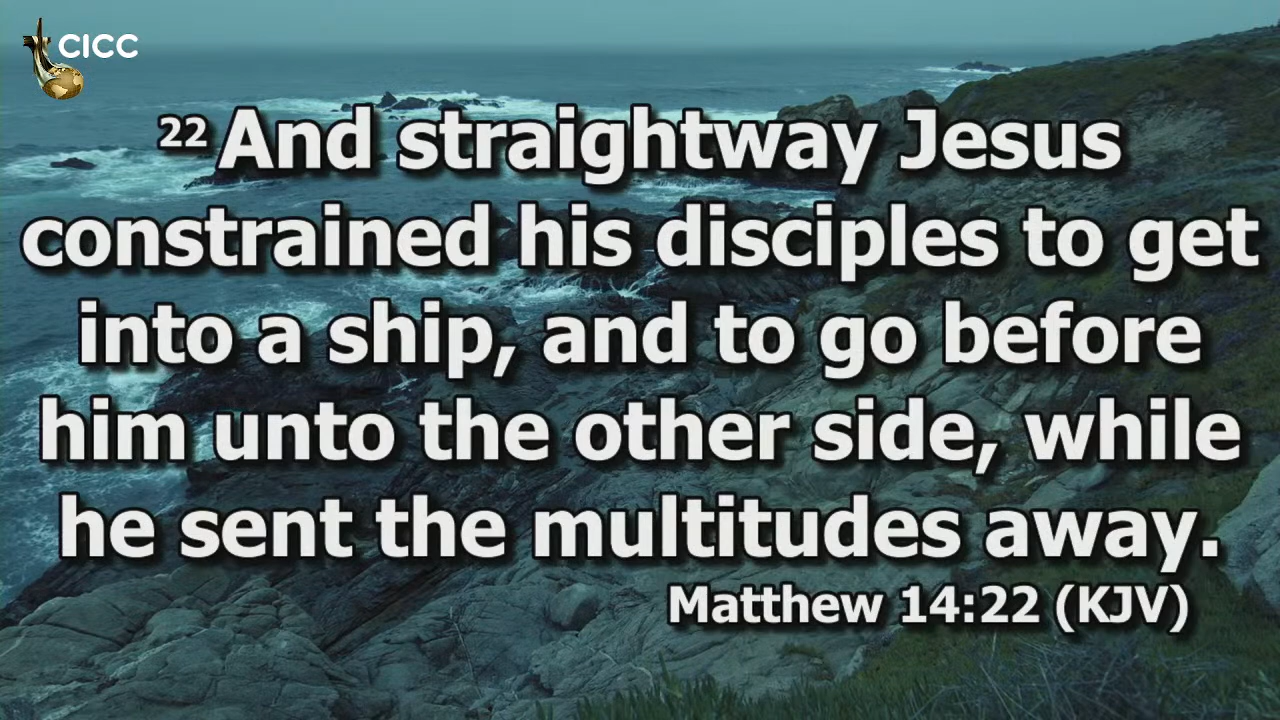 CICC
22 And straightway Jesus
constrained his disciples to get
into a ship, and to go before
him unto the other side, while
he sent the multitudes away.
Matthew 14:22 (KJV)